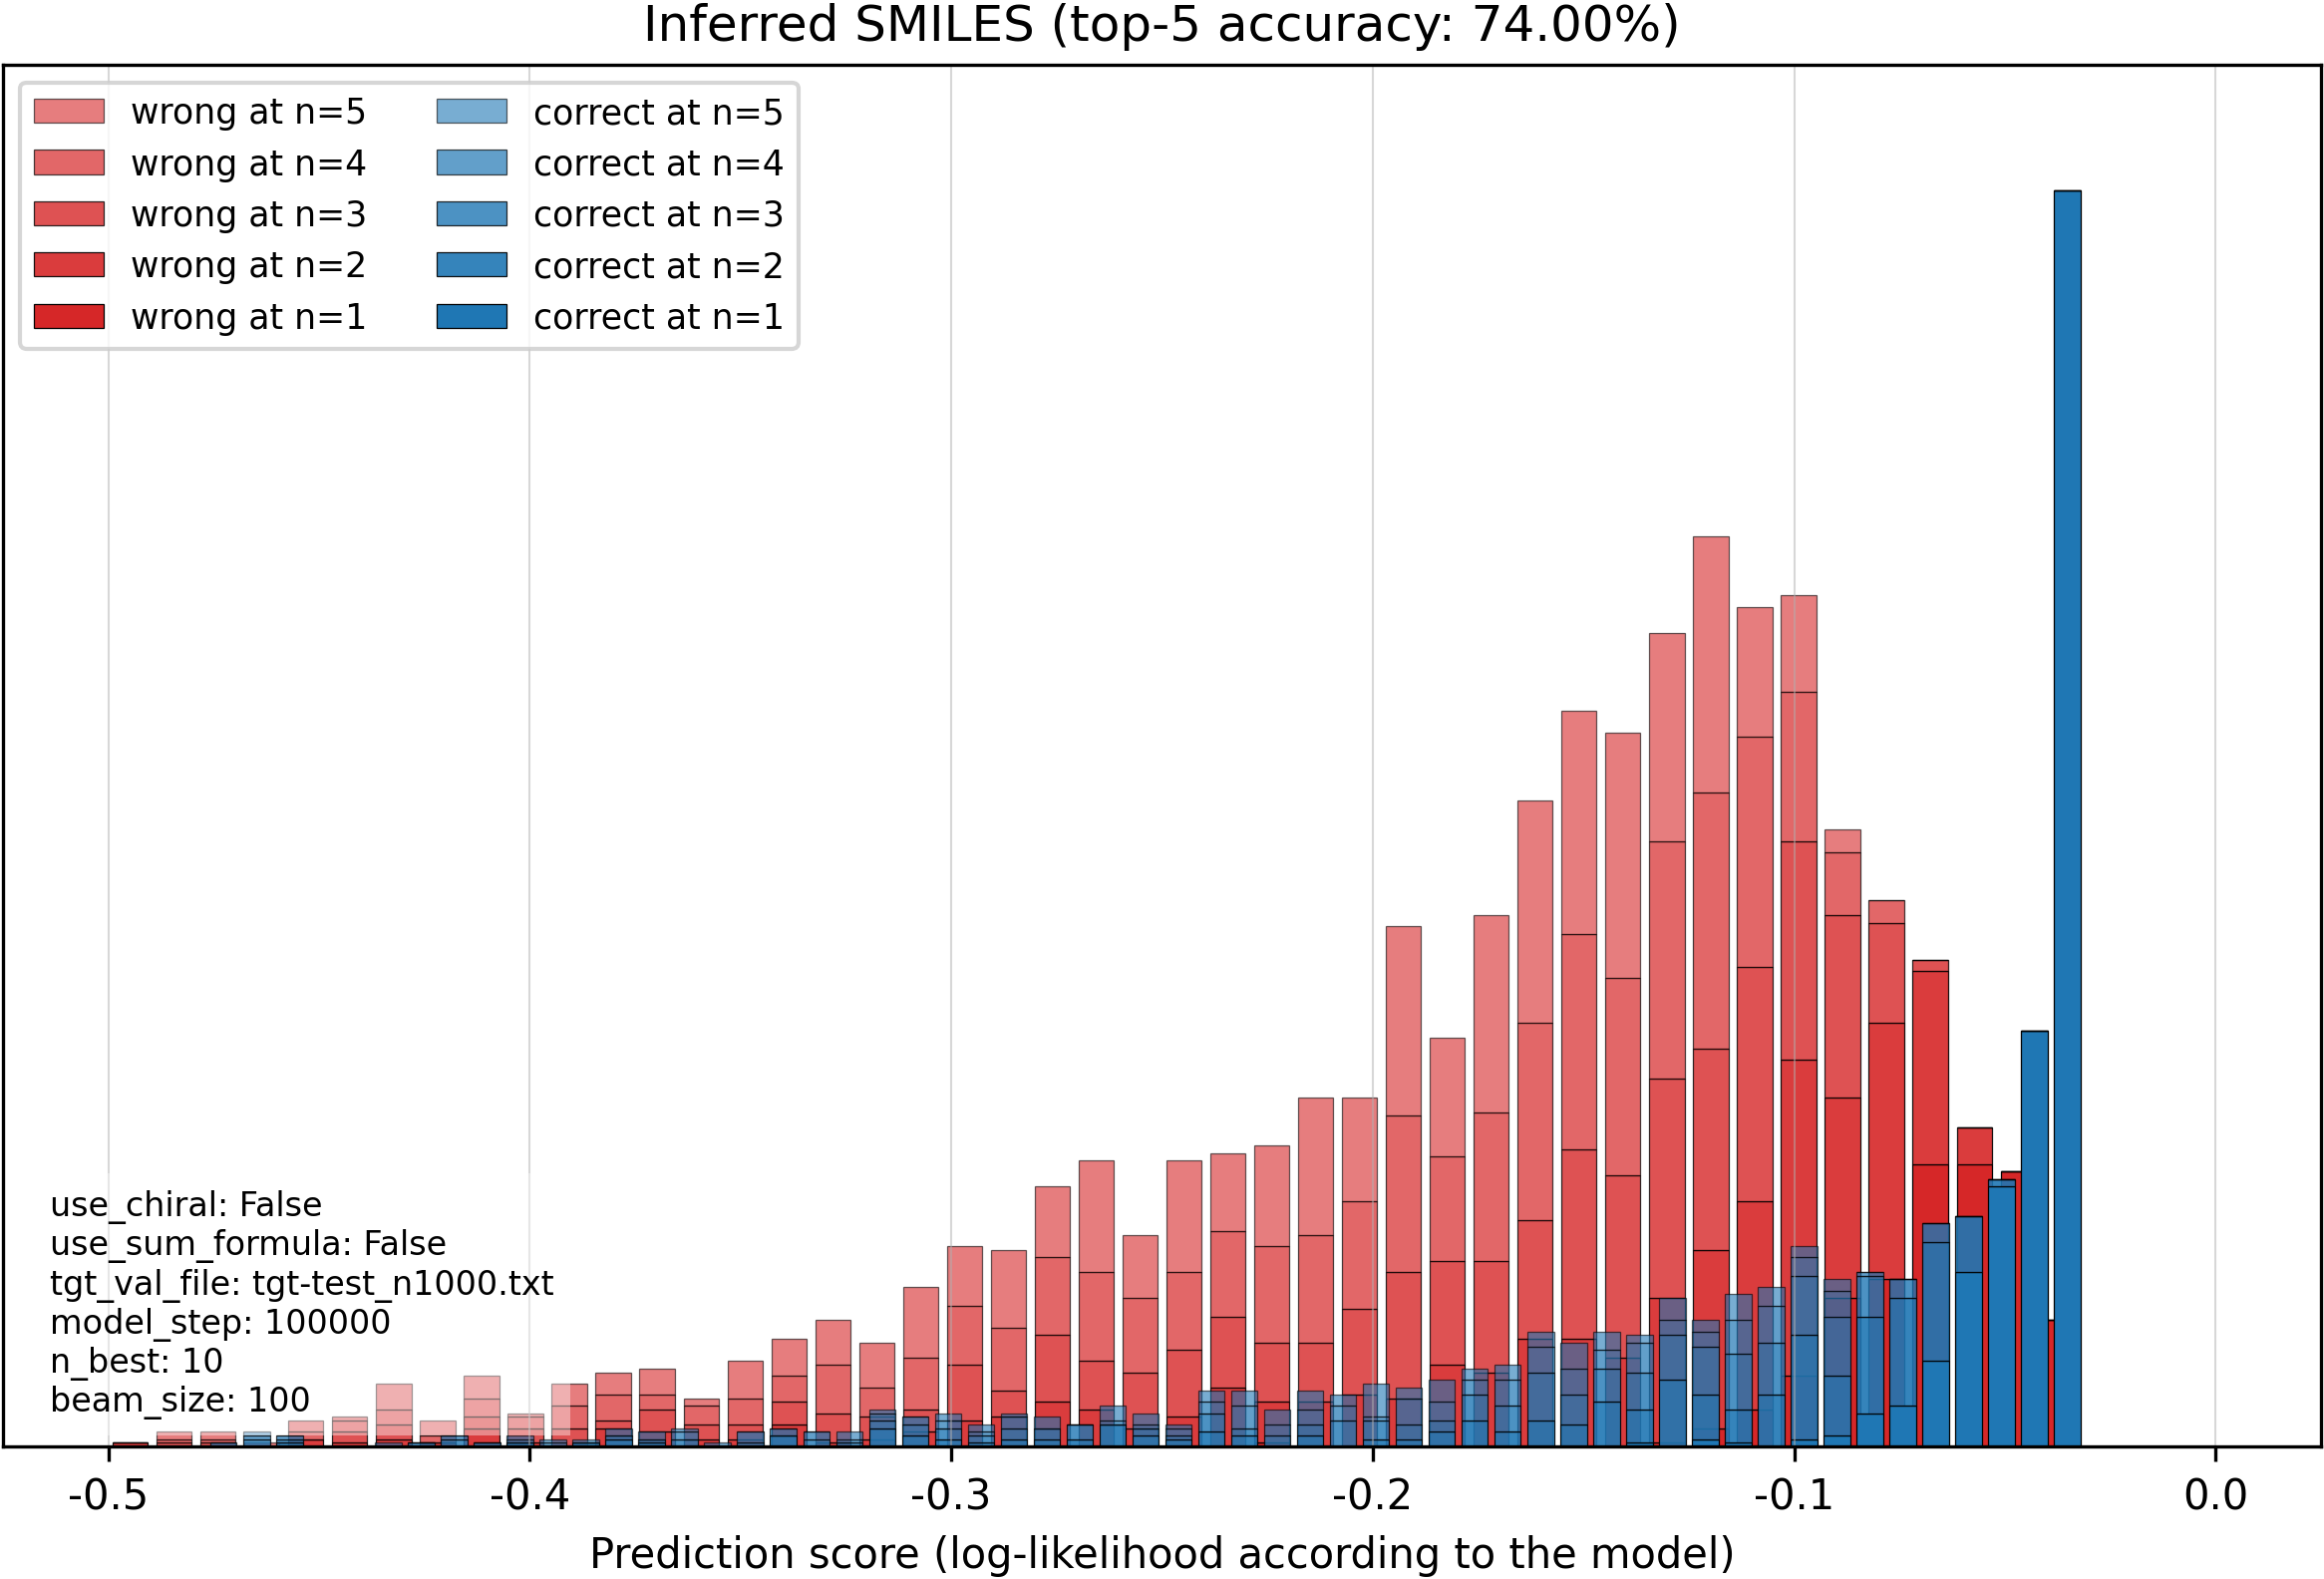 Inferred SMILES (top-5 accuracy: 74.00%)
wrong at n=5
wrong at n=4
wrong at n=3
wrong at n=2
wrong at n=1
correct at n=5
correct at n=4
correct at n=3
correct at n=2
correct at n=1
use_chiral: False
use_sum_formula: False
tgt_val_file: tgt-test_n1000.txt
model_step: 100000
n_best: 10
beam_size: 100
-0.5 -0.4 -0.3 -0.2 -0.1 0.0
Prediction score (log-likelihood according to the model)